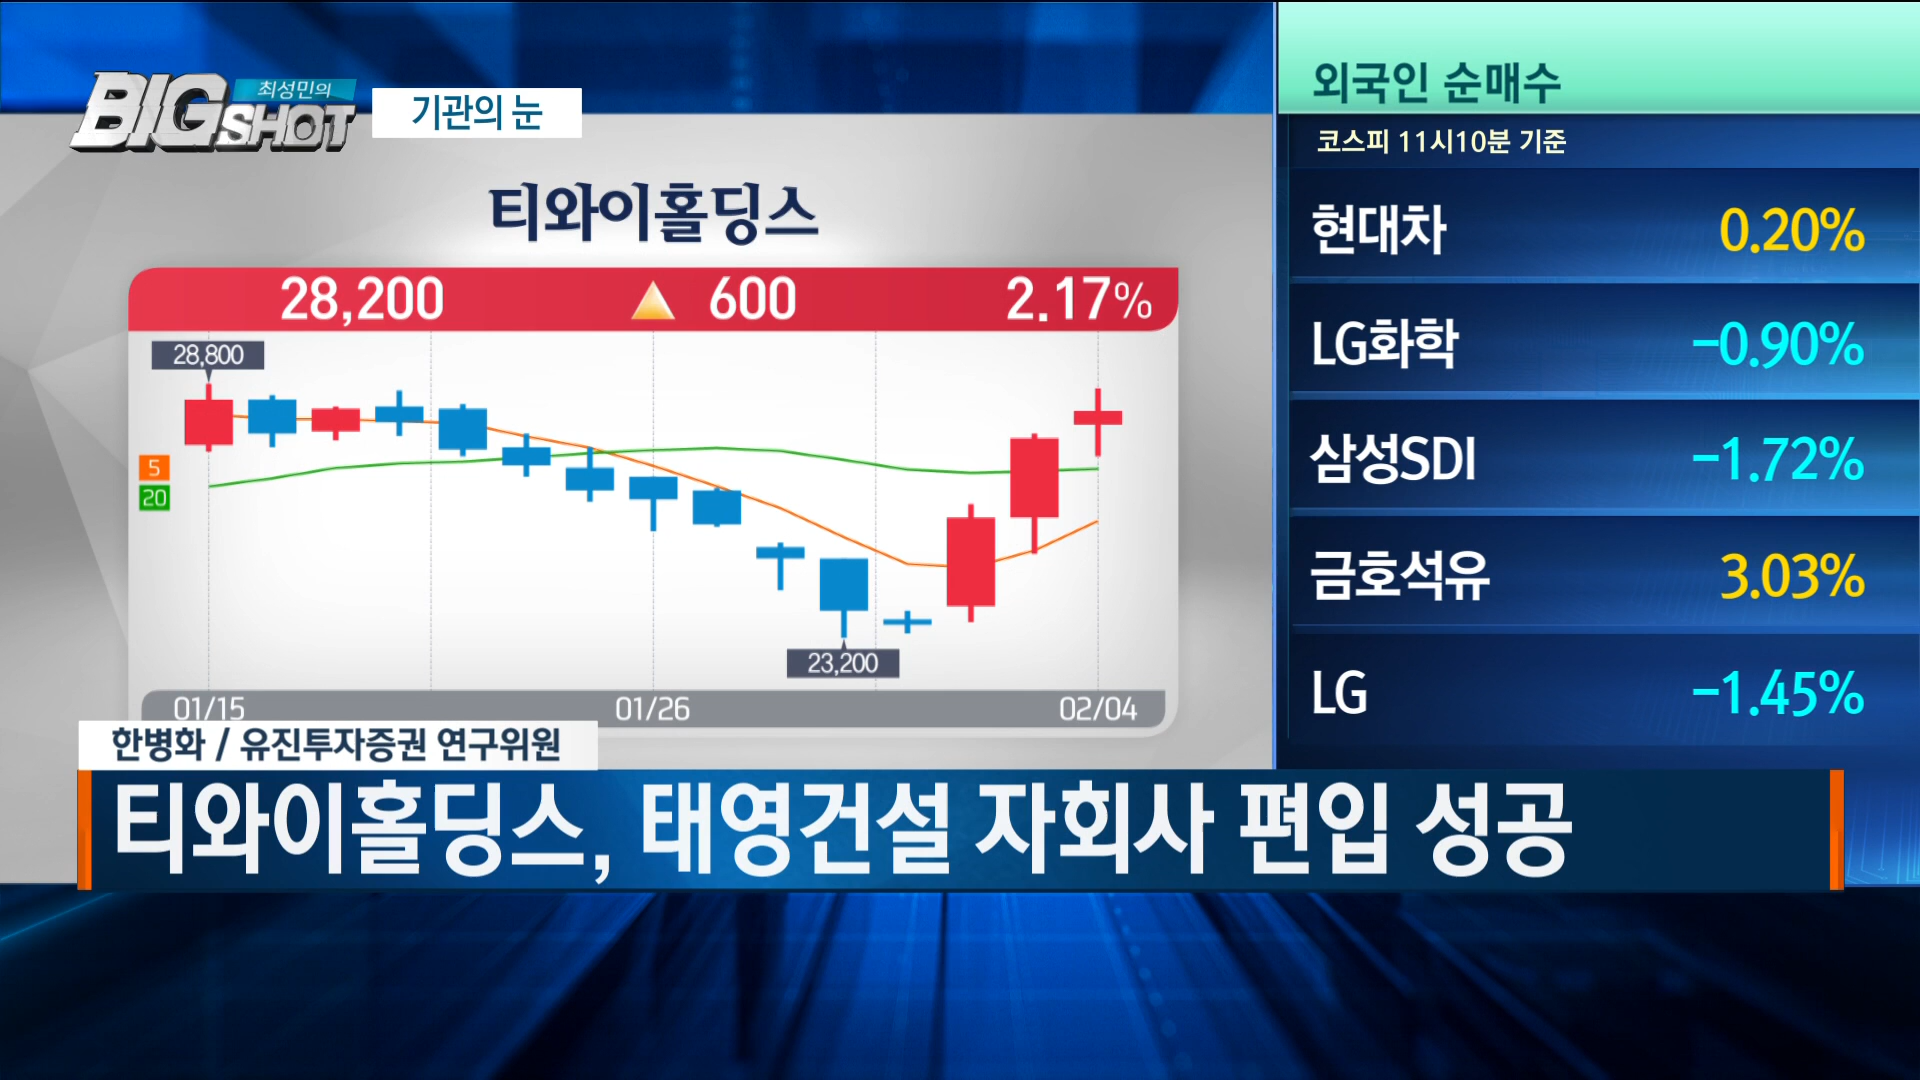 최성민의
BIG SHOT
기관의 눈
티와이홀딩스
28,200 ▲ 600 2.17%
28,800
5
20
23,200
01/15 01/26 02/04
외국인 순매수
코스피 11시10분 기준
현대차 0.20%
LG화학 -0.90%
삼성SDI -1.72%
금호석유 3.03%
LG -1.45%
한병화 / 유진투자증권 연구위원
티와이홀딩스, 태영건설 자회사 편입 성공